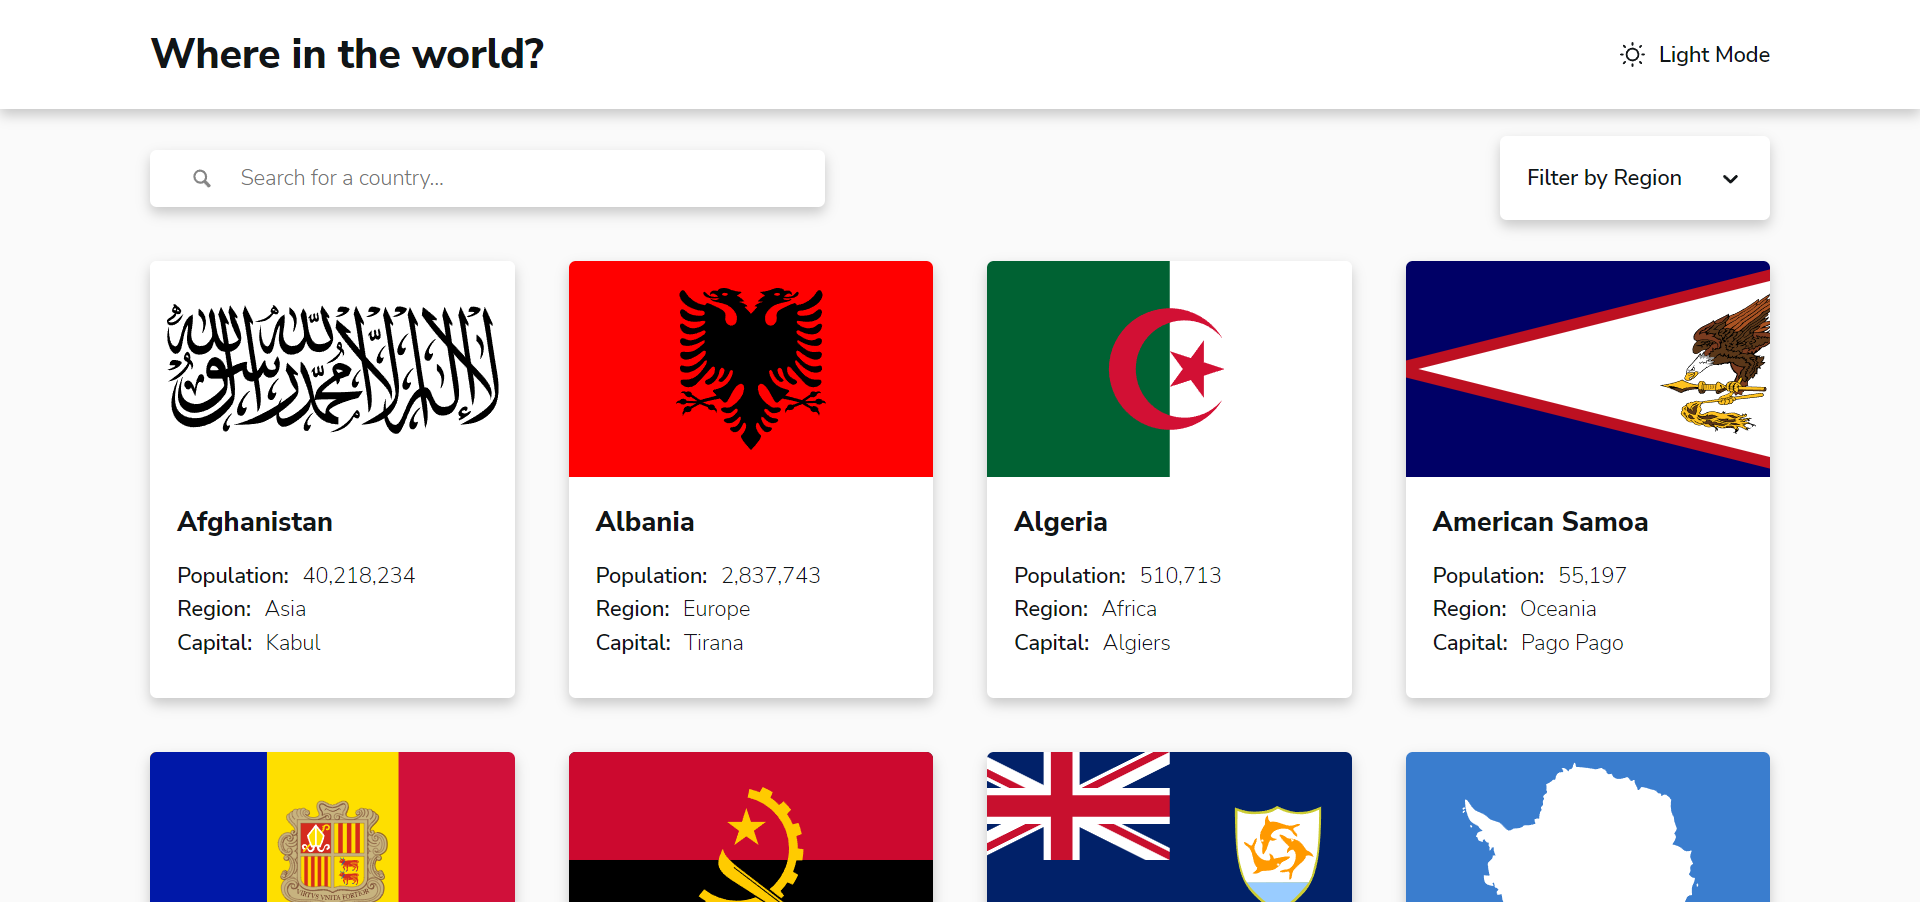 Where in the world?
Light Mode
Search for a country...
Filter by Region
لا إله إلا الله محمد رسول الله
Afghanistan
Population: 40,218,234
Region: Asia
Capital: Kabul
Albania
Population: 2,837,743
Region: Europe
Capital: Tirana
Algeria
Population: 510,713
Region: Africa
Capital: Algiers
American Samoa
Population: 55,197
Region: Oceania
Capital: Pago Pago
VIRTVS VNITA FORTIOR